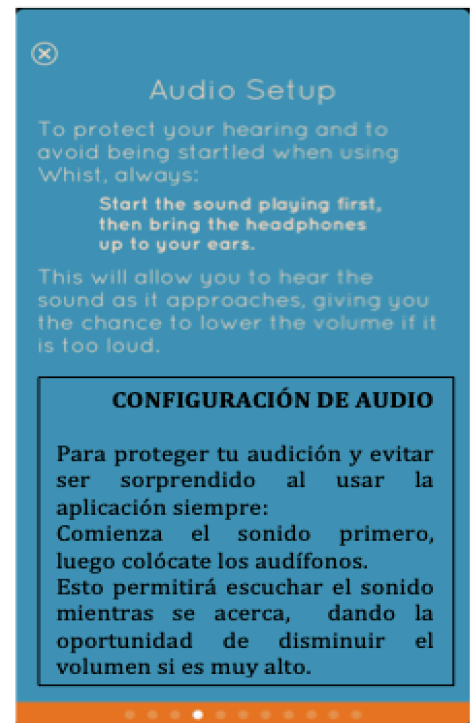 Audio Setup
To protect your hearing and to
avoid being startled when using
Whist, always:
Start the sound playing first,
then bring the headphones
up to your ears.
This will allow you to hear the
sound as it approaches, giving you
the chance to lower the volume if it
is too loud.
CONFIGURACIÓN DE AUDIO
Para proteger tu audición y evitar
ser sorprendido al usar la
aplicación siempre:
Comienza el sonido primero,
luego colócate los audífonos.
Esto permitirá escuchar el sonido
mientras se acerca, dando la
oportunidad de disminuir el
volumen si es muy alto.